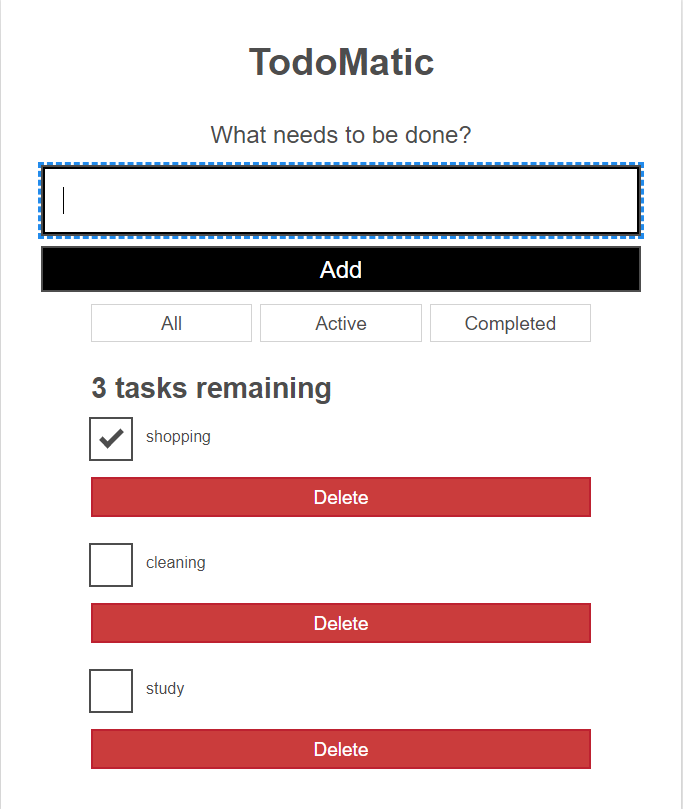 TodoMatic
What needs to be done?
Add
All Active Completed
3 tasks remaining
shopping
Delete
cleaning
Delete
study
Delete